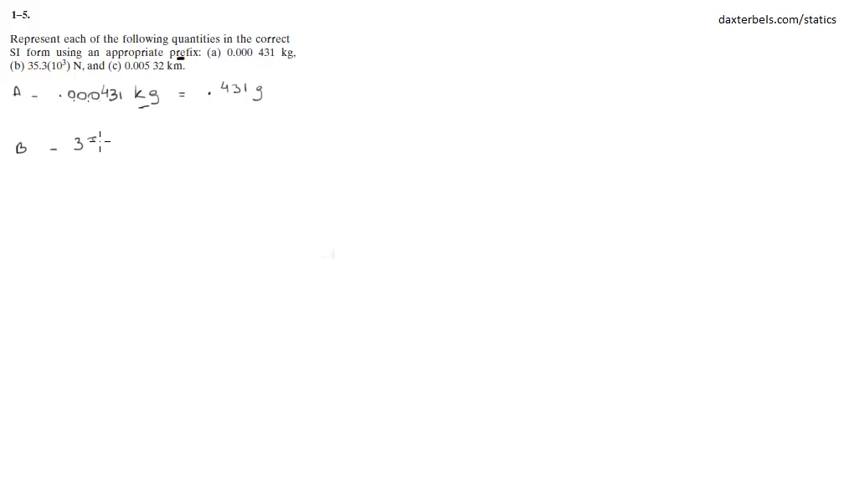 1–5.
daxterbels.com/statics
Represent each of the following quantities in the correct
SI form using an appropriate prefix: (a) 0.000 431 kg,
(b) 35.3(10³) N, and (c) 0.005 32 km.
A - .000431 kg = .431 g
B - 3